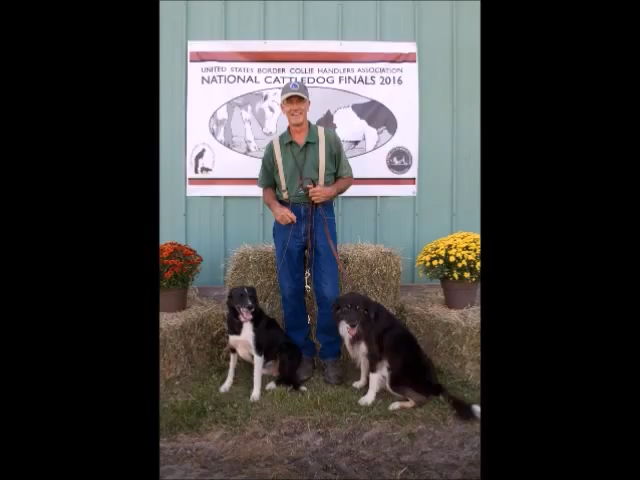 UNITED STATES BORDER COLLIE HANDLERS ASSOCIATION
NATIONAL CATTLEDOG FINALS 2016